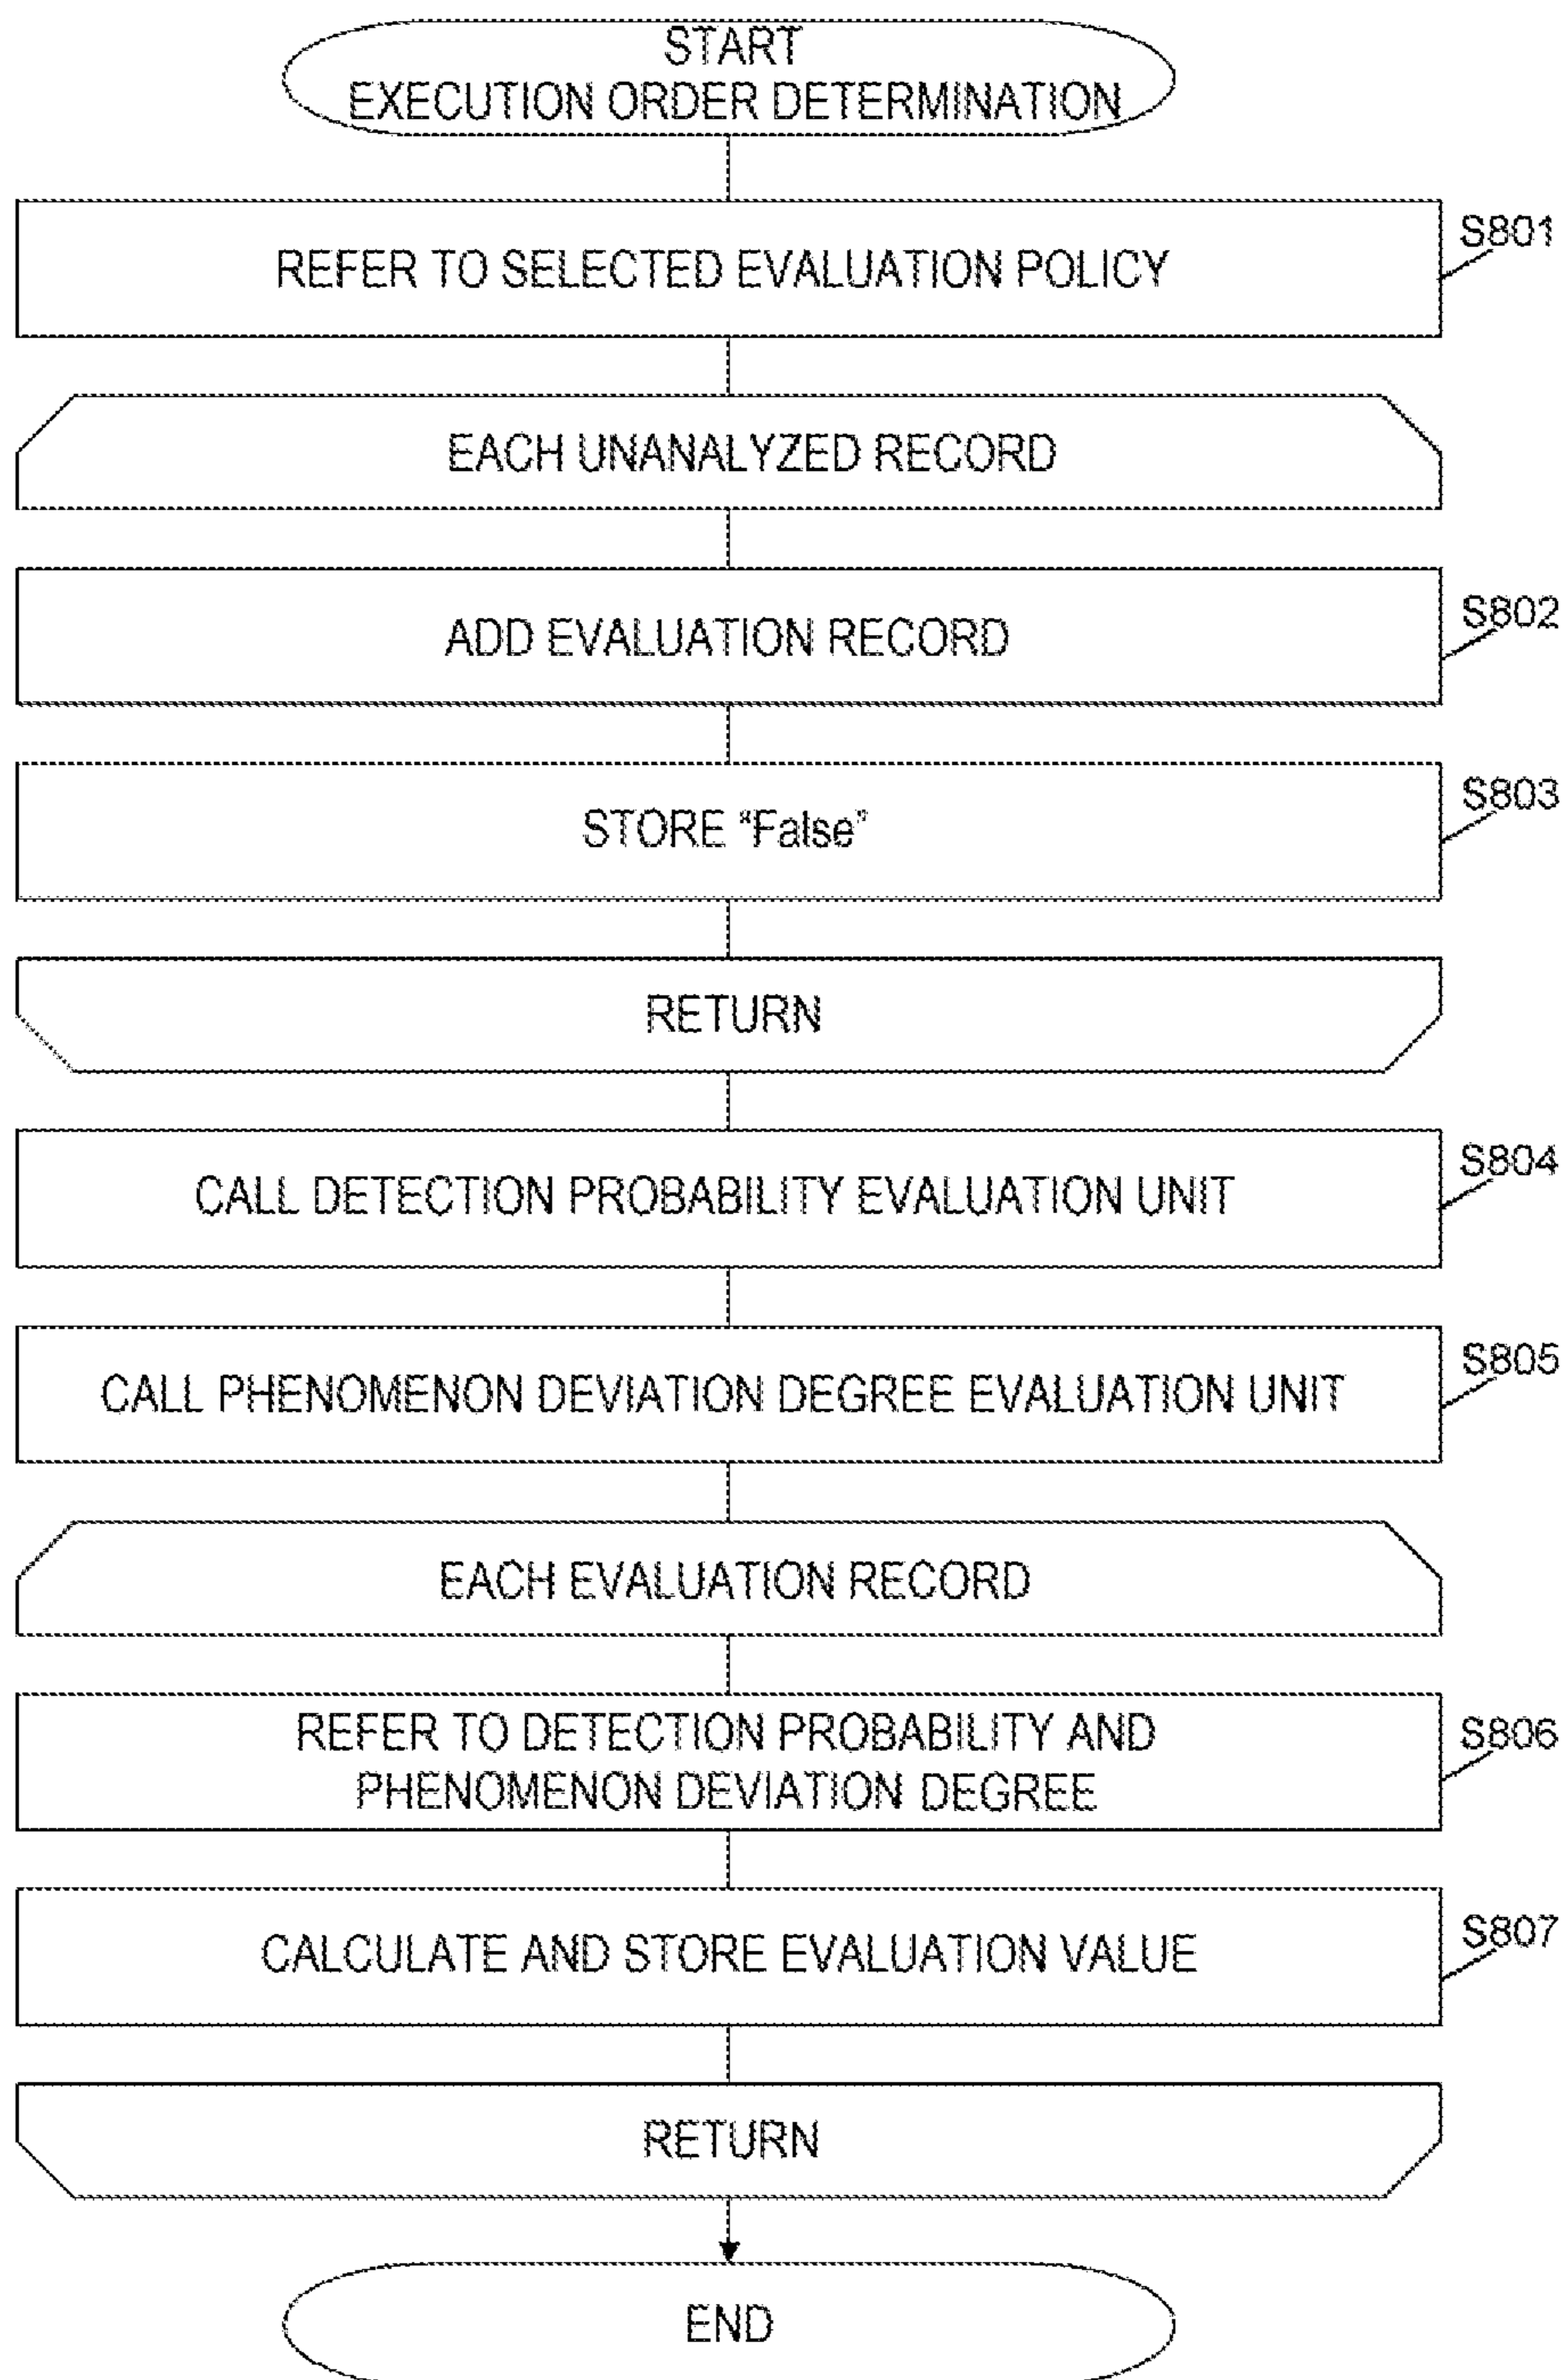 START
EXECUTION ORDER DETERMINATION
REFER TO SELECTED EVALUATION POLICY
S801
EACH UNANALYZED RECORD
ADD EVALUATION RECORD
S802
STORE “False”
S803
RETURN
CALL DETECTION PROBABILITY EVALUATION UNIT
S804
CALL PHENOMENON DEVIATION DEGREE EVALUATION UNIT
S805
EACH EVALUATION RECORD
REFER TO DETECTION PROBABILITY AND
PHENOMENON DEVIATION DEGREE
S806
CALCULATE AND STORE EVALUATION VALUE
S807
RETURN
END